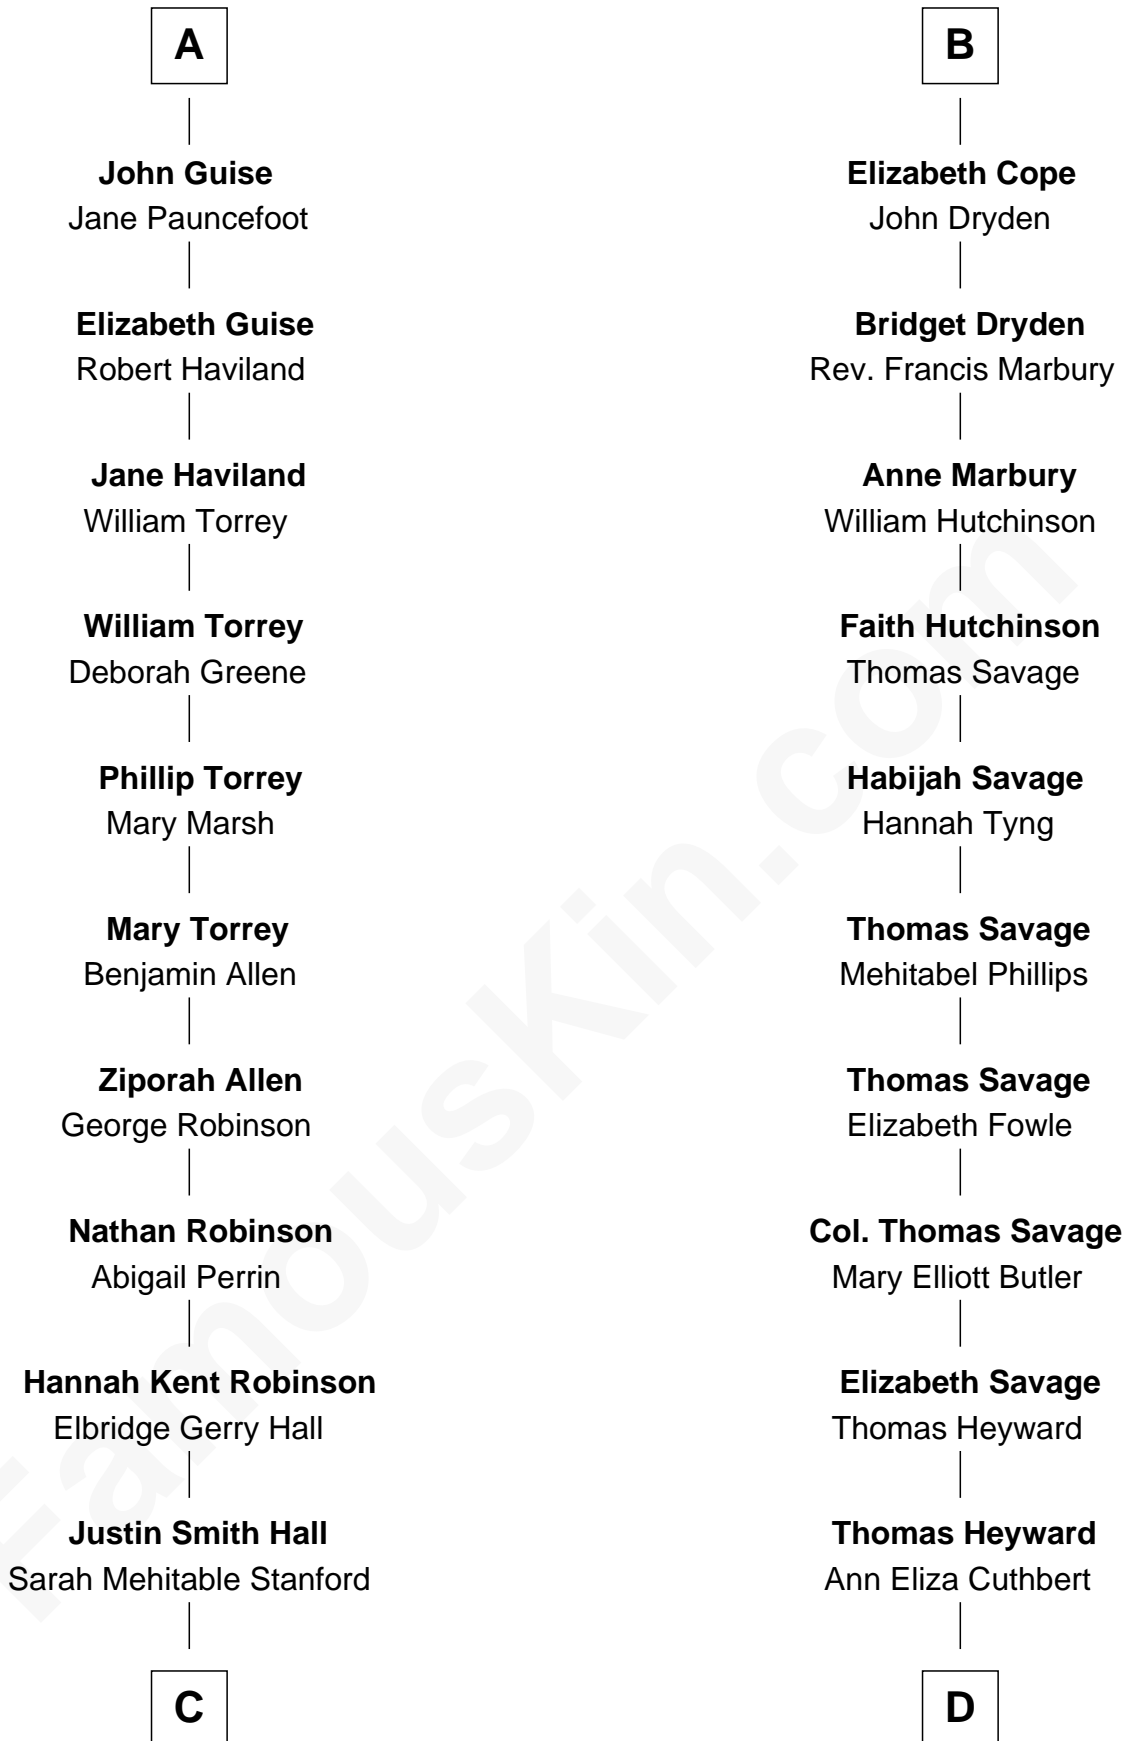 A
John Guise
Jane Pauncefoot
Elizabeth Guise
Robert Haviland
Jane Haviland
William Torrey
William Torrey
Deborah Greene
Phillip Torrey
Mary Marsh
Mary Torrey
Benjamin Allen
Ziporah Allen
George Robinson
Nathan Robinson
Abigail Perrin
Hannah Kent Robinson
Elbridge Gerry Hall
Justin Smith Hall
Sarah Mehitable Stanford
C
B
Elizabeth Cope
John Dryden
Bridget Dryden
Rev. Francis Marbury
Anne Marbury
William Hutchinson
Faith Hutchinson
Thomas Savage
Habijah Savage
Hannah Tyng
Thomas Savage
Mehitabel Phillips
Thomas Savage
Elizabeth Fowle
Col. Thomas Savage
Mary Elliott Butler
Elizabeth Savage
Thomas Heyward
Thomas Heyward
Ann Eliza Cuthbert
D
FamousKin.com